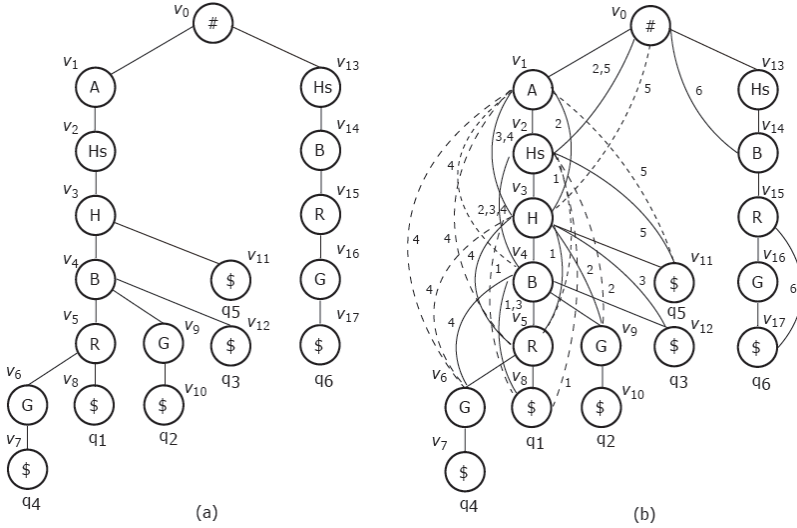 v0
#
v1
A
v2
Hs
v3
H
v4
B
v5
R
v6
G
v7
$
q4
v8
$
q1
v9
G
v10
$
q2
v11
$
q5
v12
$
q3
v13
Hs
v14
B
v15
R
v16
G
v17
$
q6
(a)
v0
#
v1
A
v2
Hs
v3
H
v4
B
v5
R
v6
G
v7
$
q4
v8
$
q1
v9
G
v10
$
q2
v11
$
q5
v12
$
q3
v13
Hs
v14
B
v15
R
v16
G
v17
$
q6
2,5
5
6
2
3,4
4
1
5
2,3,4
5
4
4
4
1
1
2
2
3
6
4
1,3
4
1
(b)